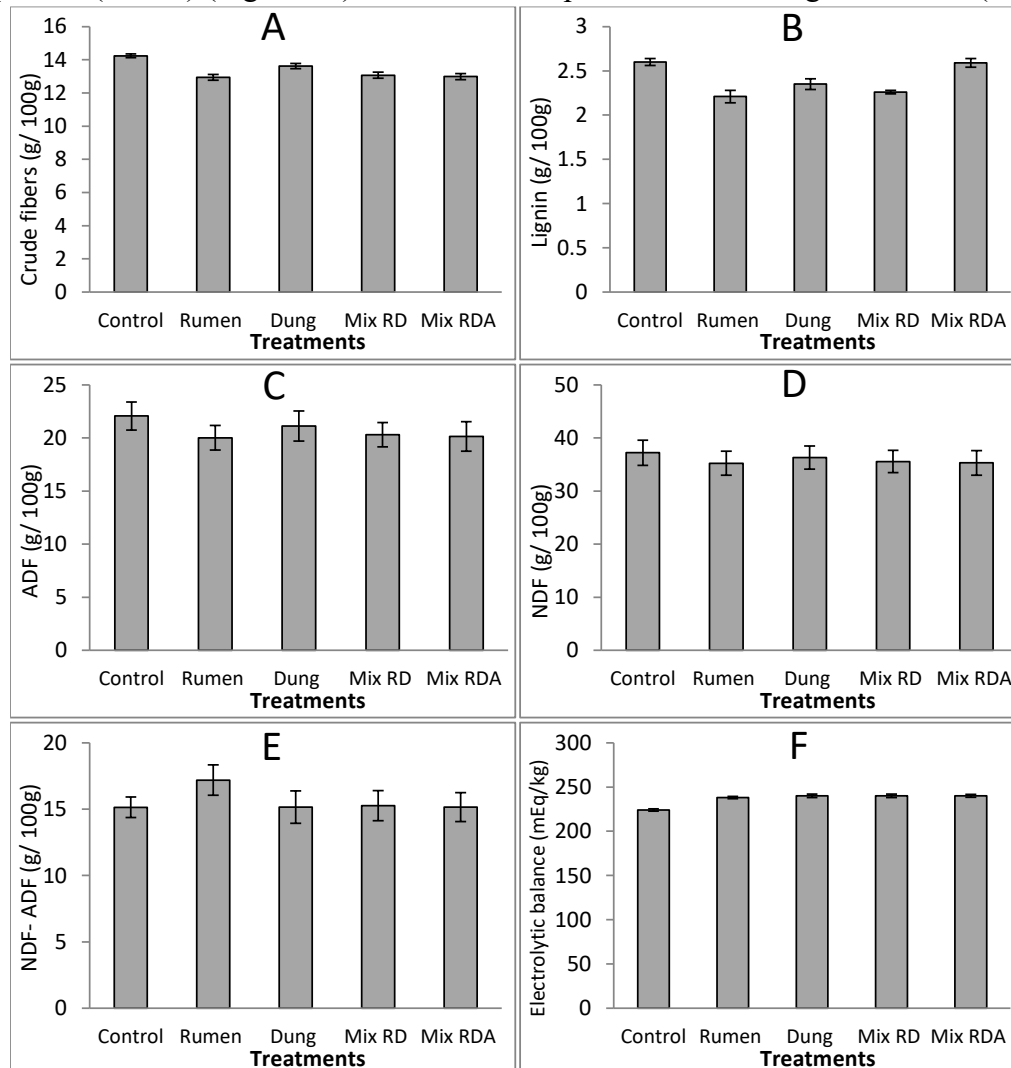 A
Crude fibers (g/ 100g)
16
14
12
10
8
6
4
2
0
Control Rumen Dung Mix RD Mix RDA
Treatments
B
Lignin (g/ 100g)
3
2.5
2
1.5
1
0.5
0
Control Rumen Dung Mix RD Mix RDA
Treatments
C
ADF (g/ 100g)
25
20
15
10
5
0
Control Rumen Dung Mix RD Mix RDA
Treatments
D
NDF (g/ 100g)
50
40
30
20
10
0
Control Rumen Dung Mix RD Mix RDA
Treatments
E
NDF- ADF (g/ 100g)
20
15
10
5
0
Control Rumen Dung Mix RD Mix RDA
Treatments
F
Electrolytic balance (mEq/kg)
300
250
200
150
100
50
0
Control Rumen Dung Mix RD Mix RDA
Treatments